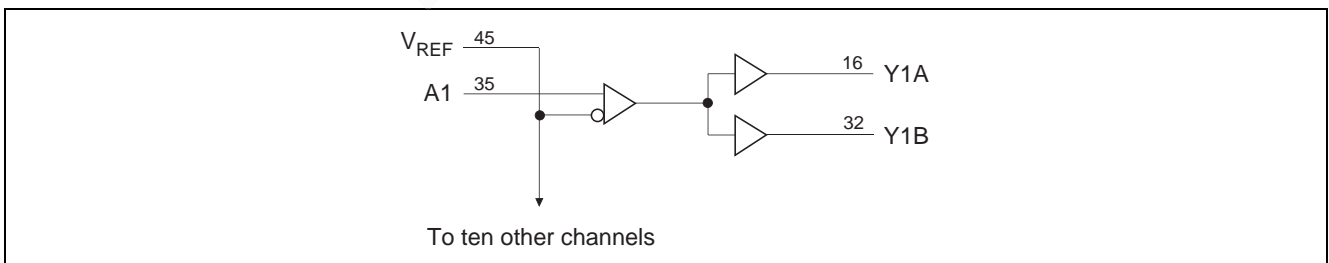 VREF 45
A1 35
16 Y1A
32 Y1B
To ten other channels